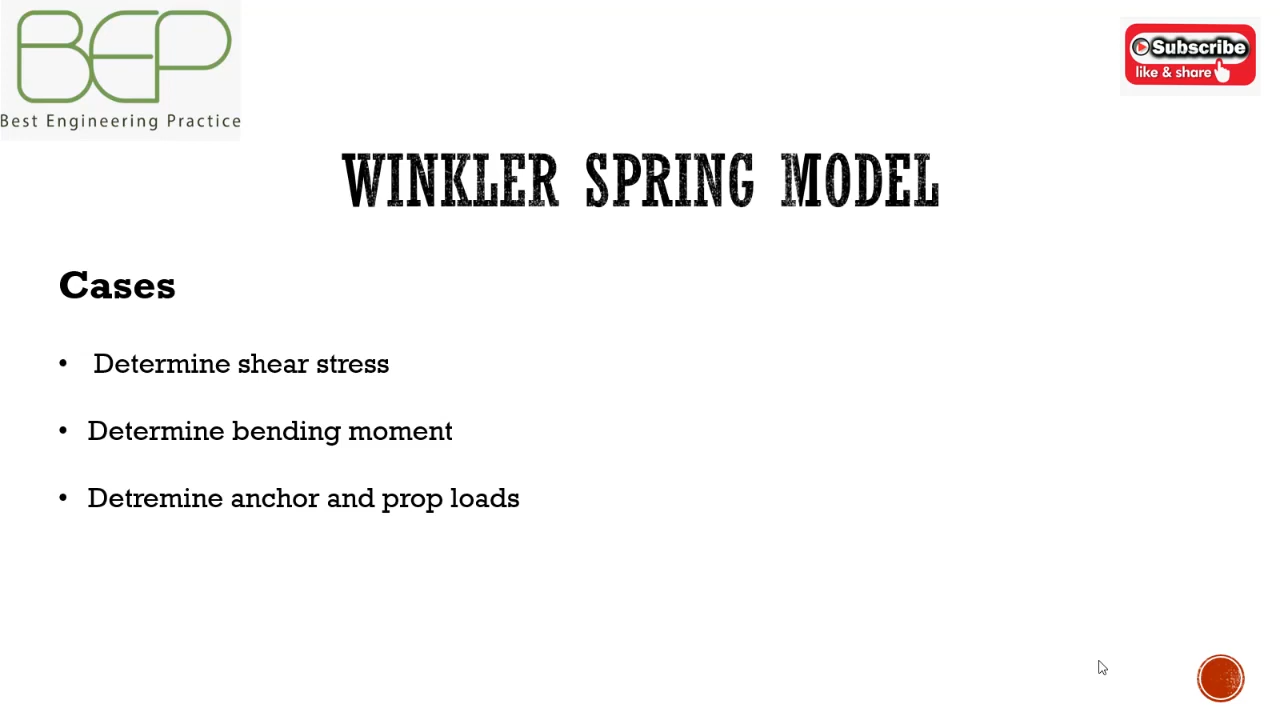 BEP
Best Engineering Practice
Subscribe
like & share
WINKLER SPRING MODEL
Cases
• Determine shear stress
• Determine bending moment
• Detremine anchor and prop loads